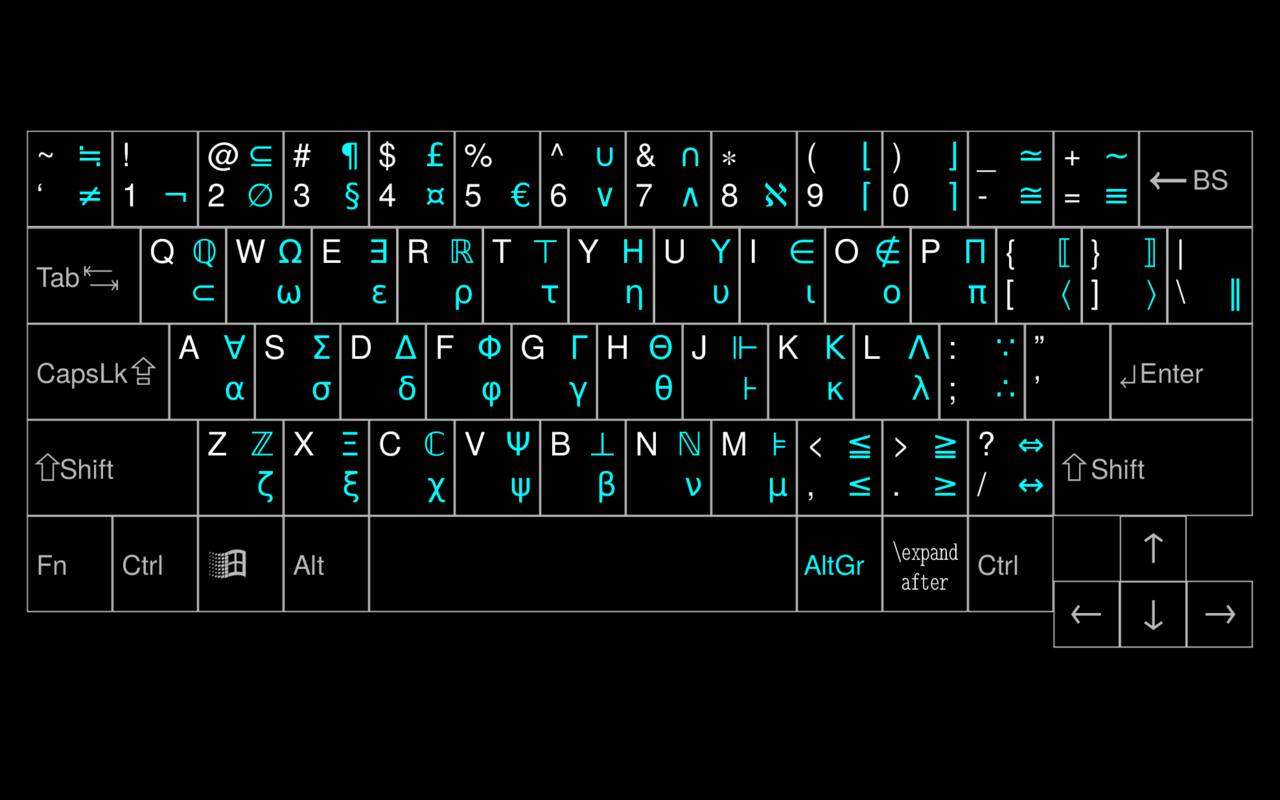 ~ ≒ ! @ ⊆ # ¶ $ £ % ^ ∪ & ∩ * ( ⌊ ) ⌋ _ ≃ + ∼ ←BS
‘ ≠ 1 ¬ 2 ∅ 3 § 4 ¤ 5 € 6 ∨ 7 ∧ 8 ℵ 9 ⌈ 0 ⌉ - ≅ = ≡
Tab Q ℚ W Ω E ∃ R ℝ T ⊤ Y Η U Υ I ∈ O ∉ P Π { ⟦ } ⟧ |
⊂ ω ε ρ τ η υ ι ο π [ ⟨ ] ⟩ \ ‖
CapsLk A ∀ S Σ D Δ F Φ G Γ H Θ J ⊩ K Κ L Λ : ∵ ” ↲Enter
α σ δ φ γ θ ⊦ κ λ ; ∴ ’
⇧Shift Z ℤ X Ξ C ℂ V Ψ B ⊥ N ℕ M ⊧ < ≦ > ≧ ? ⇔ ⇧Shift
ζ ξ χ ψ β ν μ , ≤ . ≥ / ↔
Fn Ctrl Alt AltGr \expand Ctrl ↑
after
← ↓ →